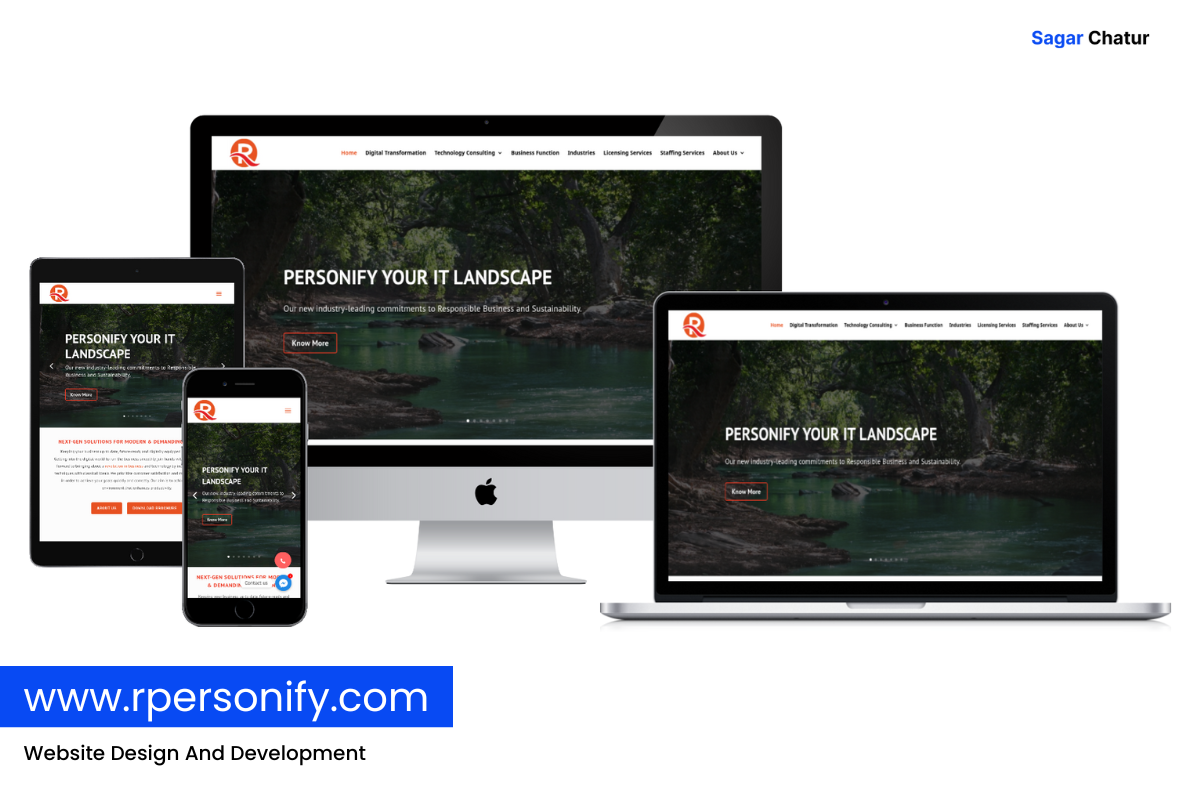 Sagar Chatur
Home Digital Transformation Technology Consulting Business Function Industries Licensing Services Staffing Services About Us
PERSONIFY YOUR IT LANDSCAPE
Our new industry-leading commitments to Responsible Business and Sustainability.
Know More
PERSONIFY YOUR IT
LANDSCAPE
Our new industry-leading commitments to Responsible
Business and Sustainability.
Know More
NEXT-GEN SOLUTIONS FOR MODERN & DEMANDING
ABOUT US
PERSONIFY YOUR IT
LANDSCAPE
Our new industry-leading commitments to
Responsible Business and Sustainability.
Know More
NEXT-GEN SOLUTIONS FOR
& DEMANDIN
Contact us
Home Digital Transformation Technology Consulting Business Function Industries Licensing Services Staffing Services About Us
PERSONIFY YOUR IT LANDSCAPE
Our new industry-leading commitments to Responsible Business and Sustainability.
Know More
www.rpersonify.com
Website Design And Development